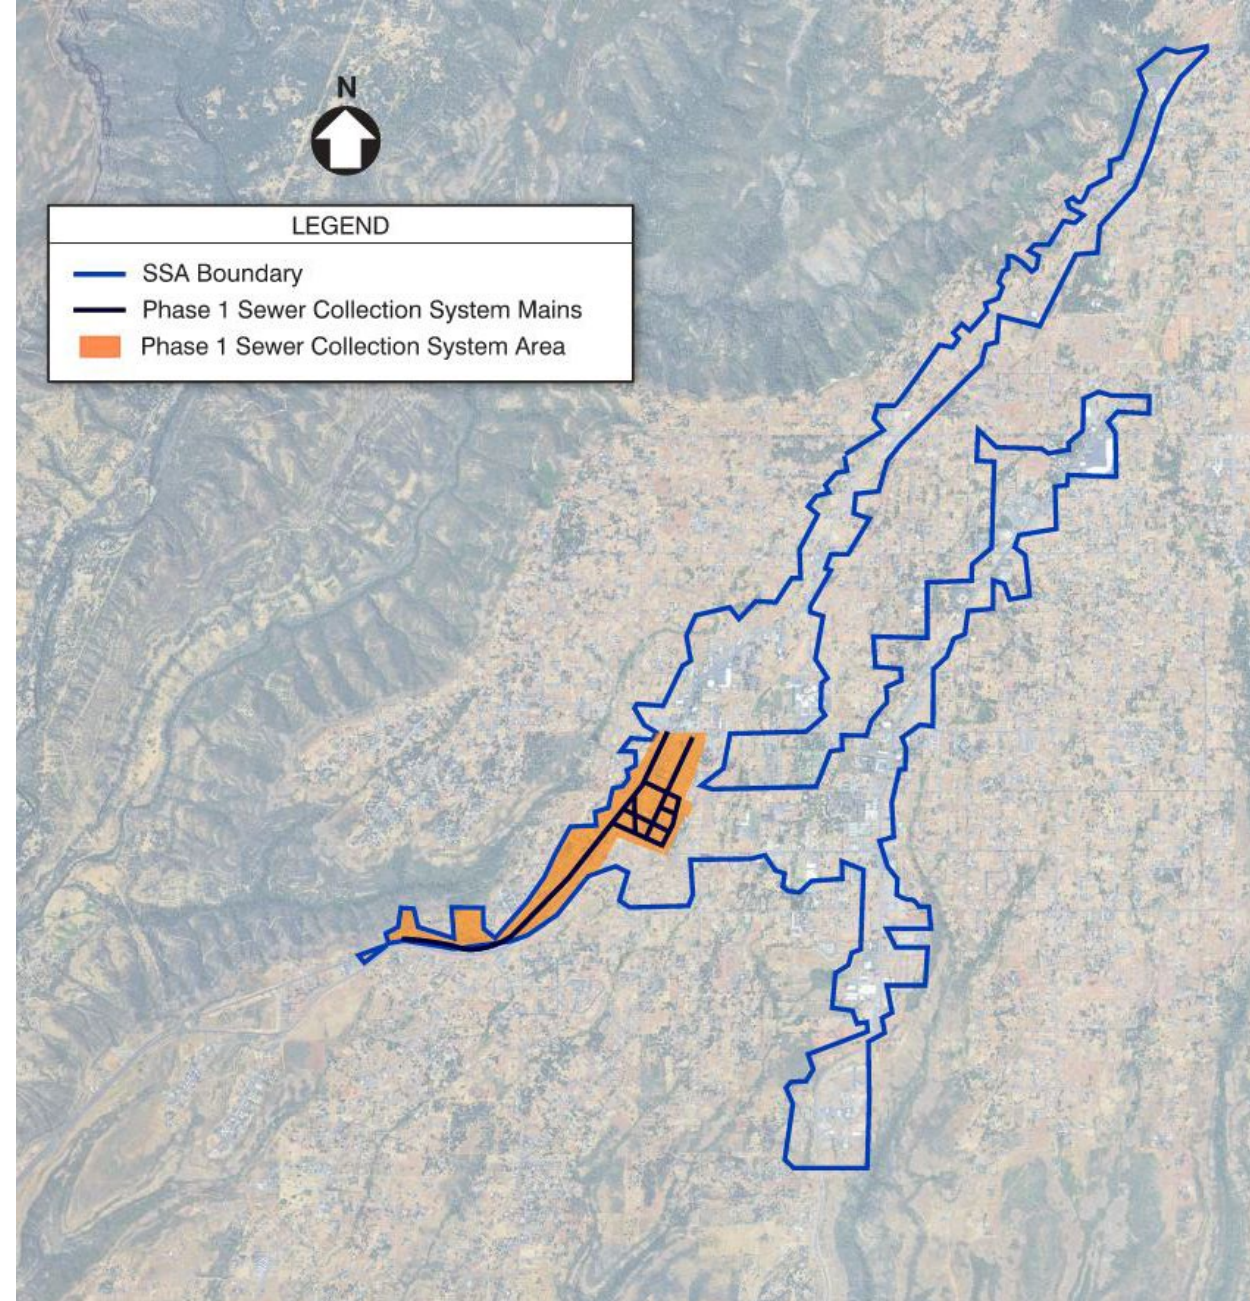 N
LEGEND
SSA Boundary
Phase 1 Sewer Collection System Mains
Phase 1 Sewer Collection System Area